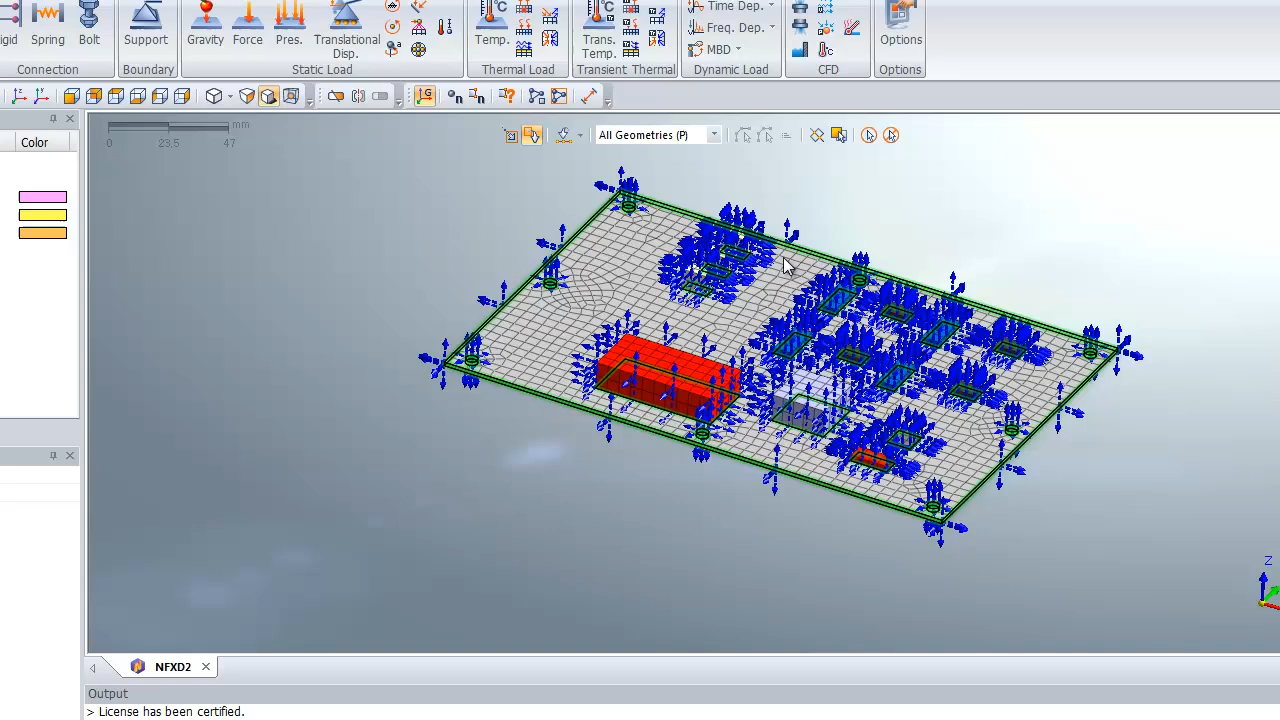 igid Spring Bolt
Connection
Support
Boundary
Gravity Force Pres. Translational Disp.
Static Load
°C
Temp.
Thermal Load
°C
Trans. Temp.
Transient Thermal
Time Dep.
Freq. Dep.
MBD
Dynamic Load
CFD
Options
Options
G
Color
mm
0 23,5 47
All Geometries (P)
Z
NFXD2
Output
> License has been certified.